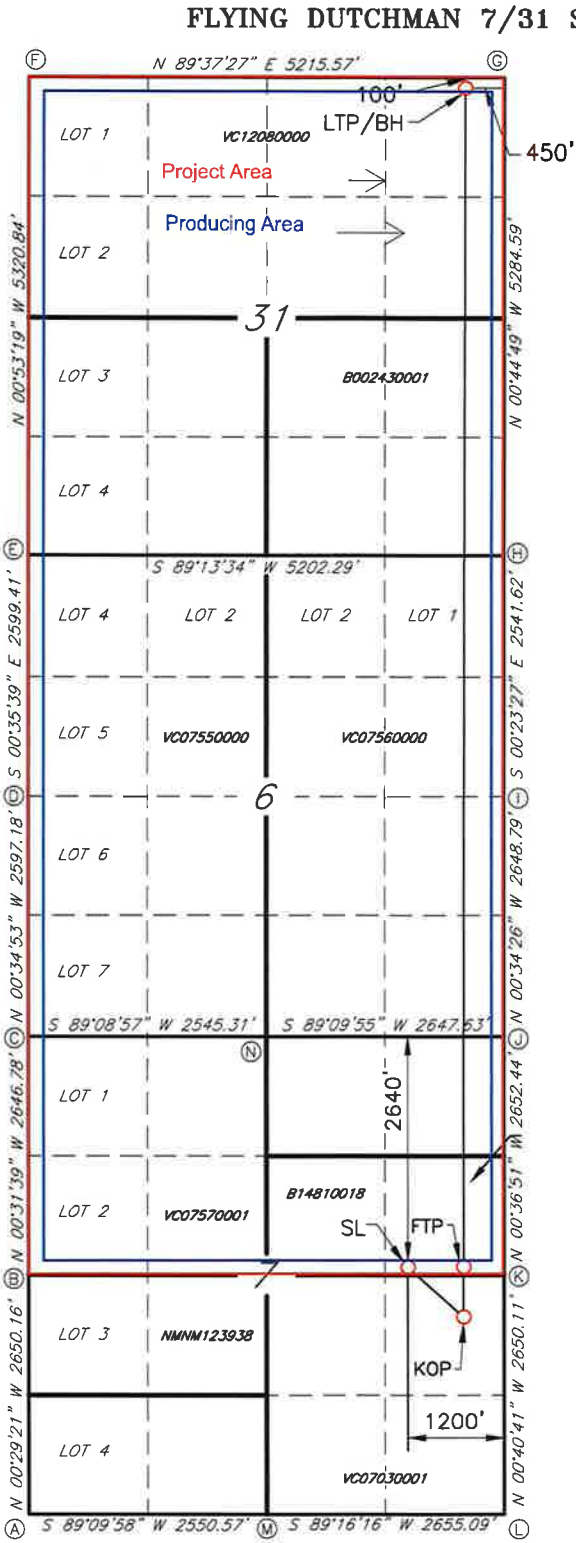 FLYING DUTCHMAN 7/31 S
F
N 89°37'27" E 5215.57'
G
100'
LOT 1
VC12080000
LTP/BH
450'
Project Area
Producing Area
LOT 2
N 00°53'19" W 5320.84'
N 00°44'49" W 5284.59'
31
LOT 3
B002430001
LOT 4
E
S 89°13'34" W 5202.29'
H
LOT 4
LOT 2
LOT 2
LOT 1
S 00°35'39" E 2599.41'
S 00°23'27" E 2541.62'
LOT 5
VC07550000
VC07560000
D
6
I
LOT 6
N 00°34'53" W 2597.18'
N 00°34'26" W 2648.79'
LOT 7
S 89°08'57" W 2545.31'
S 89°09'55" W 2647.63'
C
N
J
LOT 1
2640'
N 00°31'39" W 2646.78'
N 00°36'51" W 2652.44'
LOT 2
VC07570001
B14810018
SL
FTP
B
7
K
LOT 3
NMNM123938
KOP
N 00°29'21" W 2650.16'
N 00°40'41" W 2650.11'
1200'
LOT 4
VC07030001
A
S 89°09'58" W 2550.57'
M
S 89°16'16" W 2655.09'
L